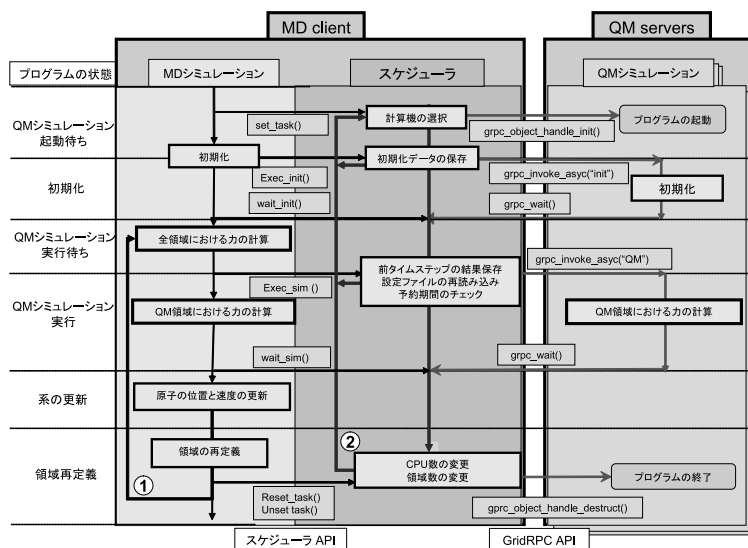 MD client
QM servers
プログラムの状態
MDシミュレーション
スケジューラ
QMシミュレーション
QMシミュレーション
起動待ち
set_task()
計算機の選択
grpc_object_handle_init()
プログラムの起動
初期化
初期化
Exec_init()
初期化データの保存
grpc_invoke_asyc("init")
初期化
wait_init()
grpc_wait()
QMシミュレーション
実行待ち
全領域における力の計算
前タイムステップの結果保存
設定ファイルの再読み込み
予約期間のチェック
grpc_invoke_asyc("QM")
QMシミュレーション
実行
Exec_sim ()
QM領域における力の計算
QM領域における力の計算
wait_sim()
grpc_wait()
系の更新
原子の位置と速度の更新
領域再定義
領域の再定義
①
②
CPU数の変更
領域数の変更
プログラムの終了
Reset_task()
Unset task()
gprc_object_handle_destruct()
スケジューラ API
GridRPC API